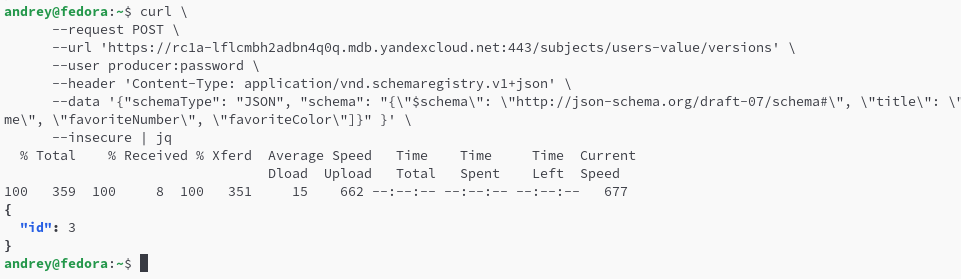 andrey@fedora:~$ curl \
      --request POST \
      --url 'https://rc1a-lflcmbh2adbn4q0q.mdb.yandexcloud.net:443/subjects/users-value/versions' \
      --user producer:password \
      --header 'Content-Type: application/vnd.schemaregistry.v1+json' \
      --data '{"schemaType": "JSON", "schema": "{\"$schema\": \"http://json-schema.org/draft-07/schema#\", \"title\": \"
me\", \"favoriteNumber\", \"favoriteColor\"]}" }' \
      --insecure | jq
  % Total    % Received % Xferd  Average Speed   Time    Time     Time  Current
                                 Dload  Upload   Total   Spent    Left  Speed
100   359  100     8  100   351     15    662 --:--:-- --:--:-- --:--:--   677
{
  "id": 3
}
andrey@fedora:~$